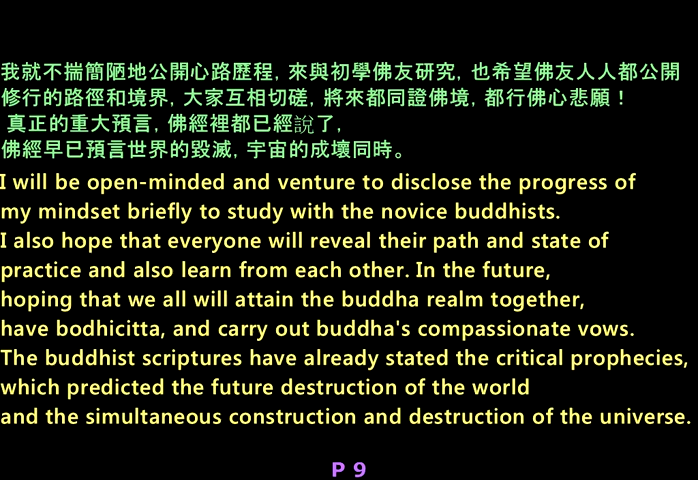 我就不揣簡陋地公開心路歷程, 來與初學佛友研究, 也希望佛友人人都公開
修行的路徑和境界, 大家互相切磋, 將來都同證佛境, 都行佛心悲願！
真正的重大預言, 佛經裡都已經說了,
佛經早已預言世界的毀滅, 宇宙的成壞同時。
I will be open-minded and venture to disclose the progress of
my mindset briefly to study with the novice buddhists.
I also hope that everyone will reveal their path and state of
practice and also learn from each other. In the future,
hoping that we all will attain the buddha realm together,
have bodhicitta, and carry out buddha's compassionate vows.
The buddhist scriptures have already stated the critical prophecies,
which predicted the future destruction of the world
and the simultaneous construction and destruction of the universe.
P 9